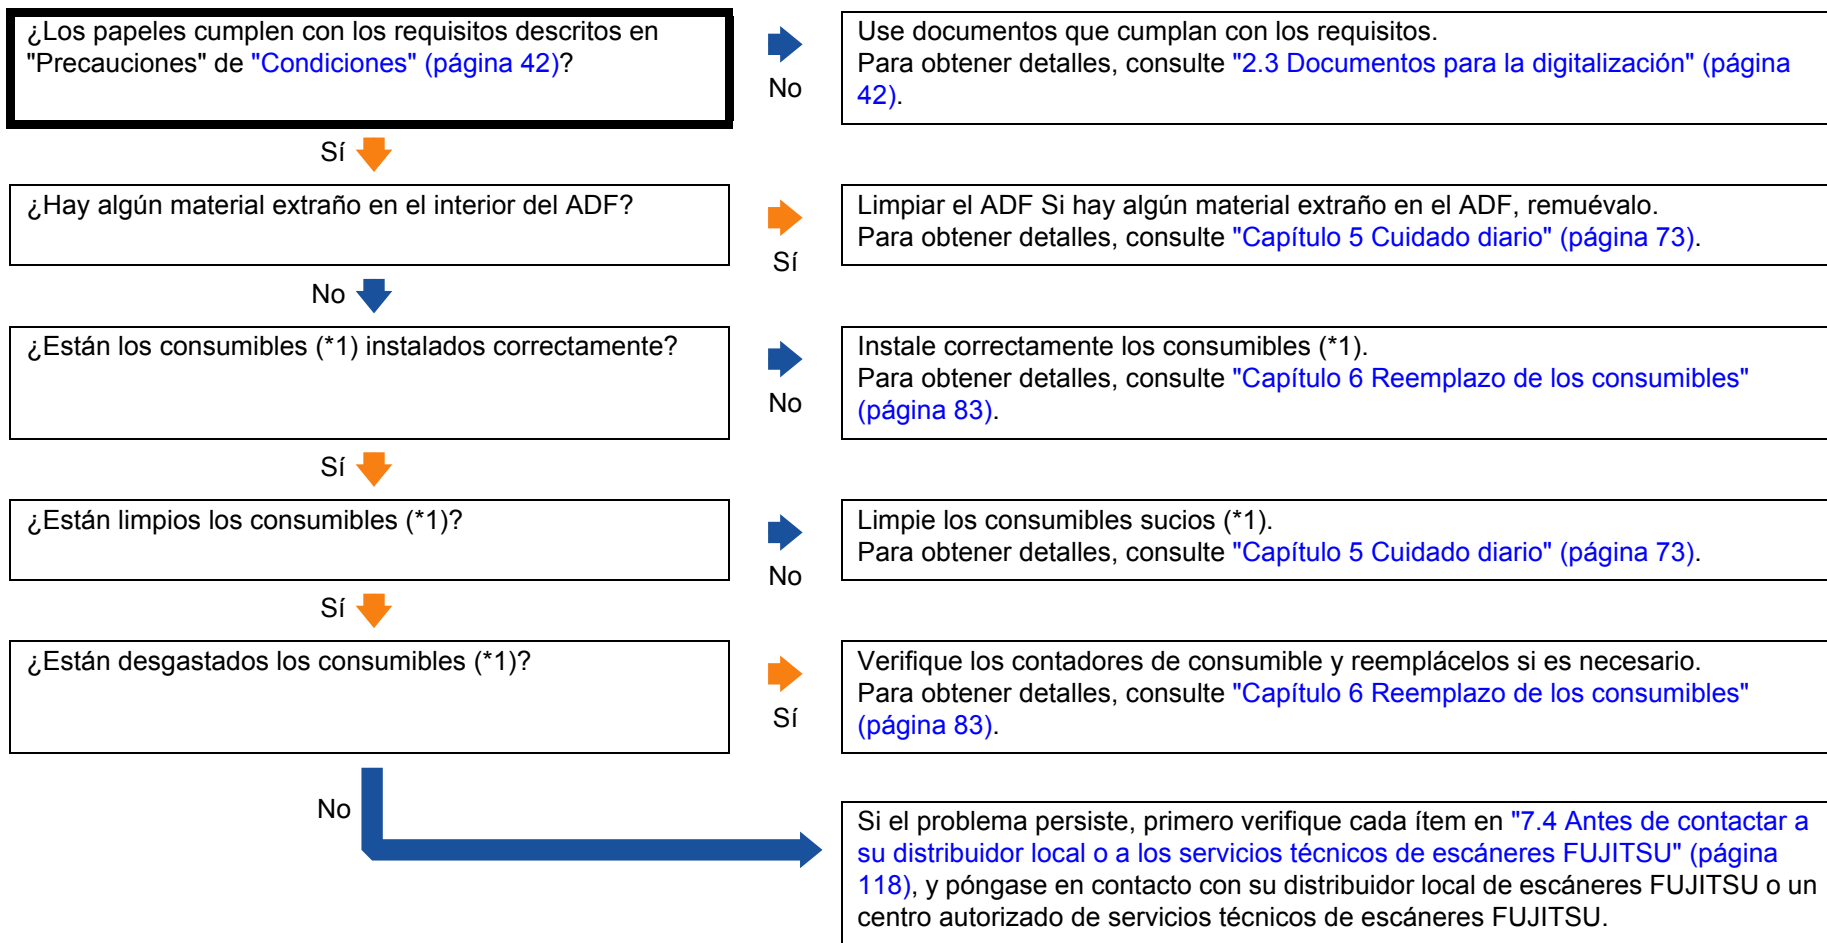 ¿Los papeles cumplen con los requisitos descritos en
"Precauciones" de "Condiciones" (página 42)?
No
Use documentos que cumplan con los requisitos.
Para obtener detalles, consulte "2.3 Documentos para la digitalización" (página
42).
Sí
¿Hay algún material extraño en el interior del ADF?
Sí
Limpiar el ADF Si hay algún material extraño en el ADF, remuévalo.
Para obtener detalles, consulte "Capítulo 5 Cuidado diario" (página 73).
No
¿Están los consumibles (*1) instalados correctamente?
No
Instale correctamente los consumibles (*1).
Para obtener detalles, consulte "Capítulo 6 Reemplazo de los consumibles"
(página 83).
Sí
¿Están limpios los consumibles (*1)?
No
Limpie los consumibles sucios (*1).
Para obtener detalles, consulte "Capítulo 5 Cuidado diario" (página 73).
Sí
¿Están desgastados los consumibles (*1)?
Sí
Verifique los contadores de consumible y reemplácelos si es necesario.
Para obtener detalles, consulte "Capítulo 6 Reemplazo de los consumibles"
(página 83).
No
Si el problema persiste, primero verifique cada ítem en "7.4 Antes de contactar a
su distribuidor local o a los servicios técnicos de escáneres FUJITSU" (página
118), y póngase en contacto con su distribuidor local de escáneres FUJITSU o un
centro autorizado de servicios técnicos de escáneres FUJITSU.